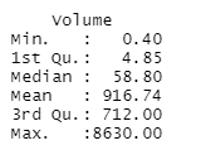 Volume
Min.   :   0.40
1st Qu.:   4.85
Median :  58.80
Mean   : 916.74
3rd Qu.: 712.00
Max.   :8630.00